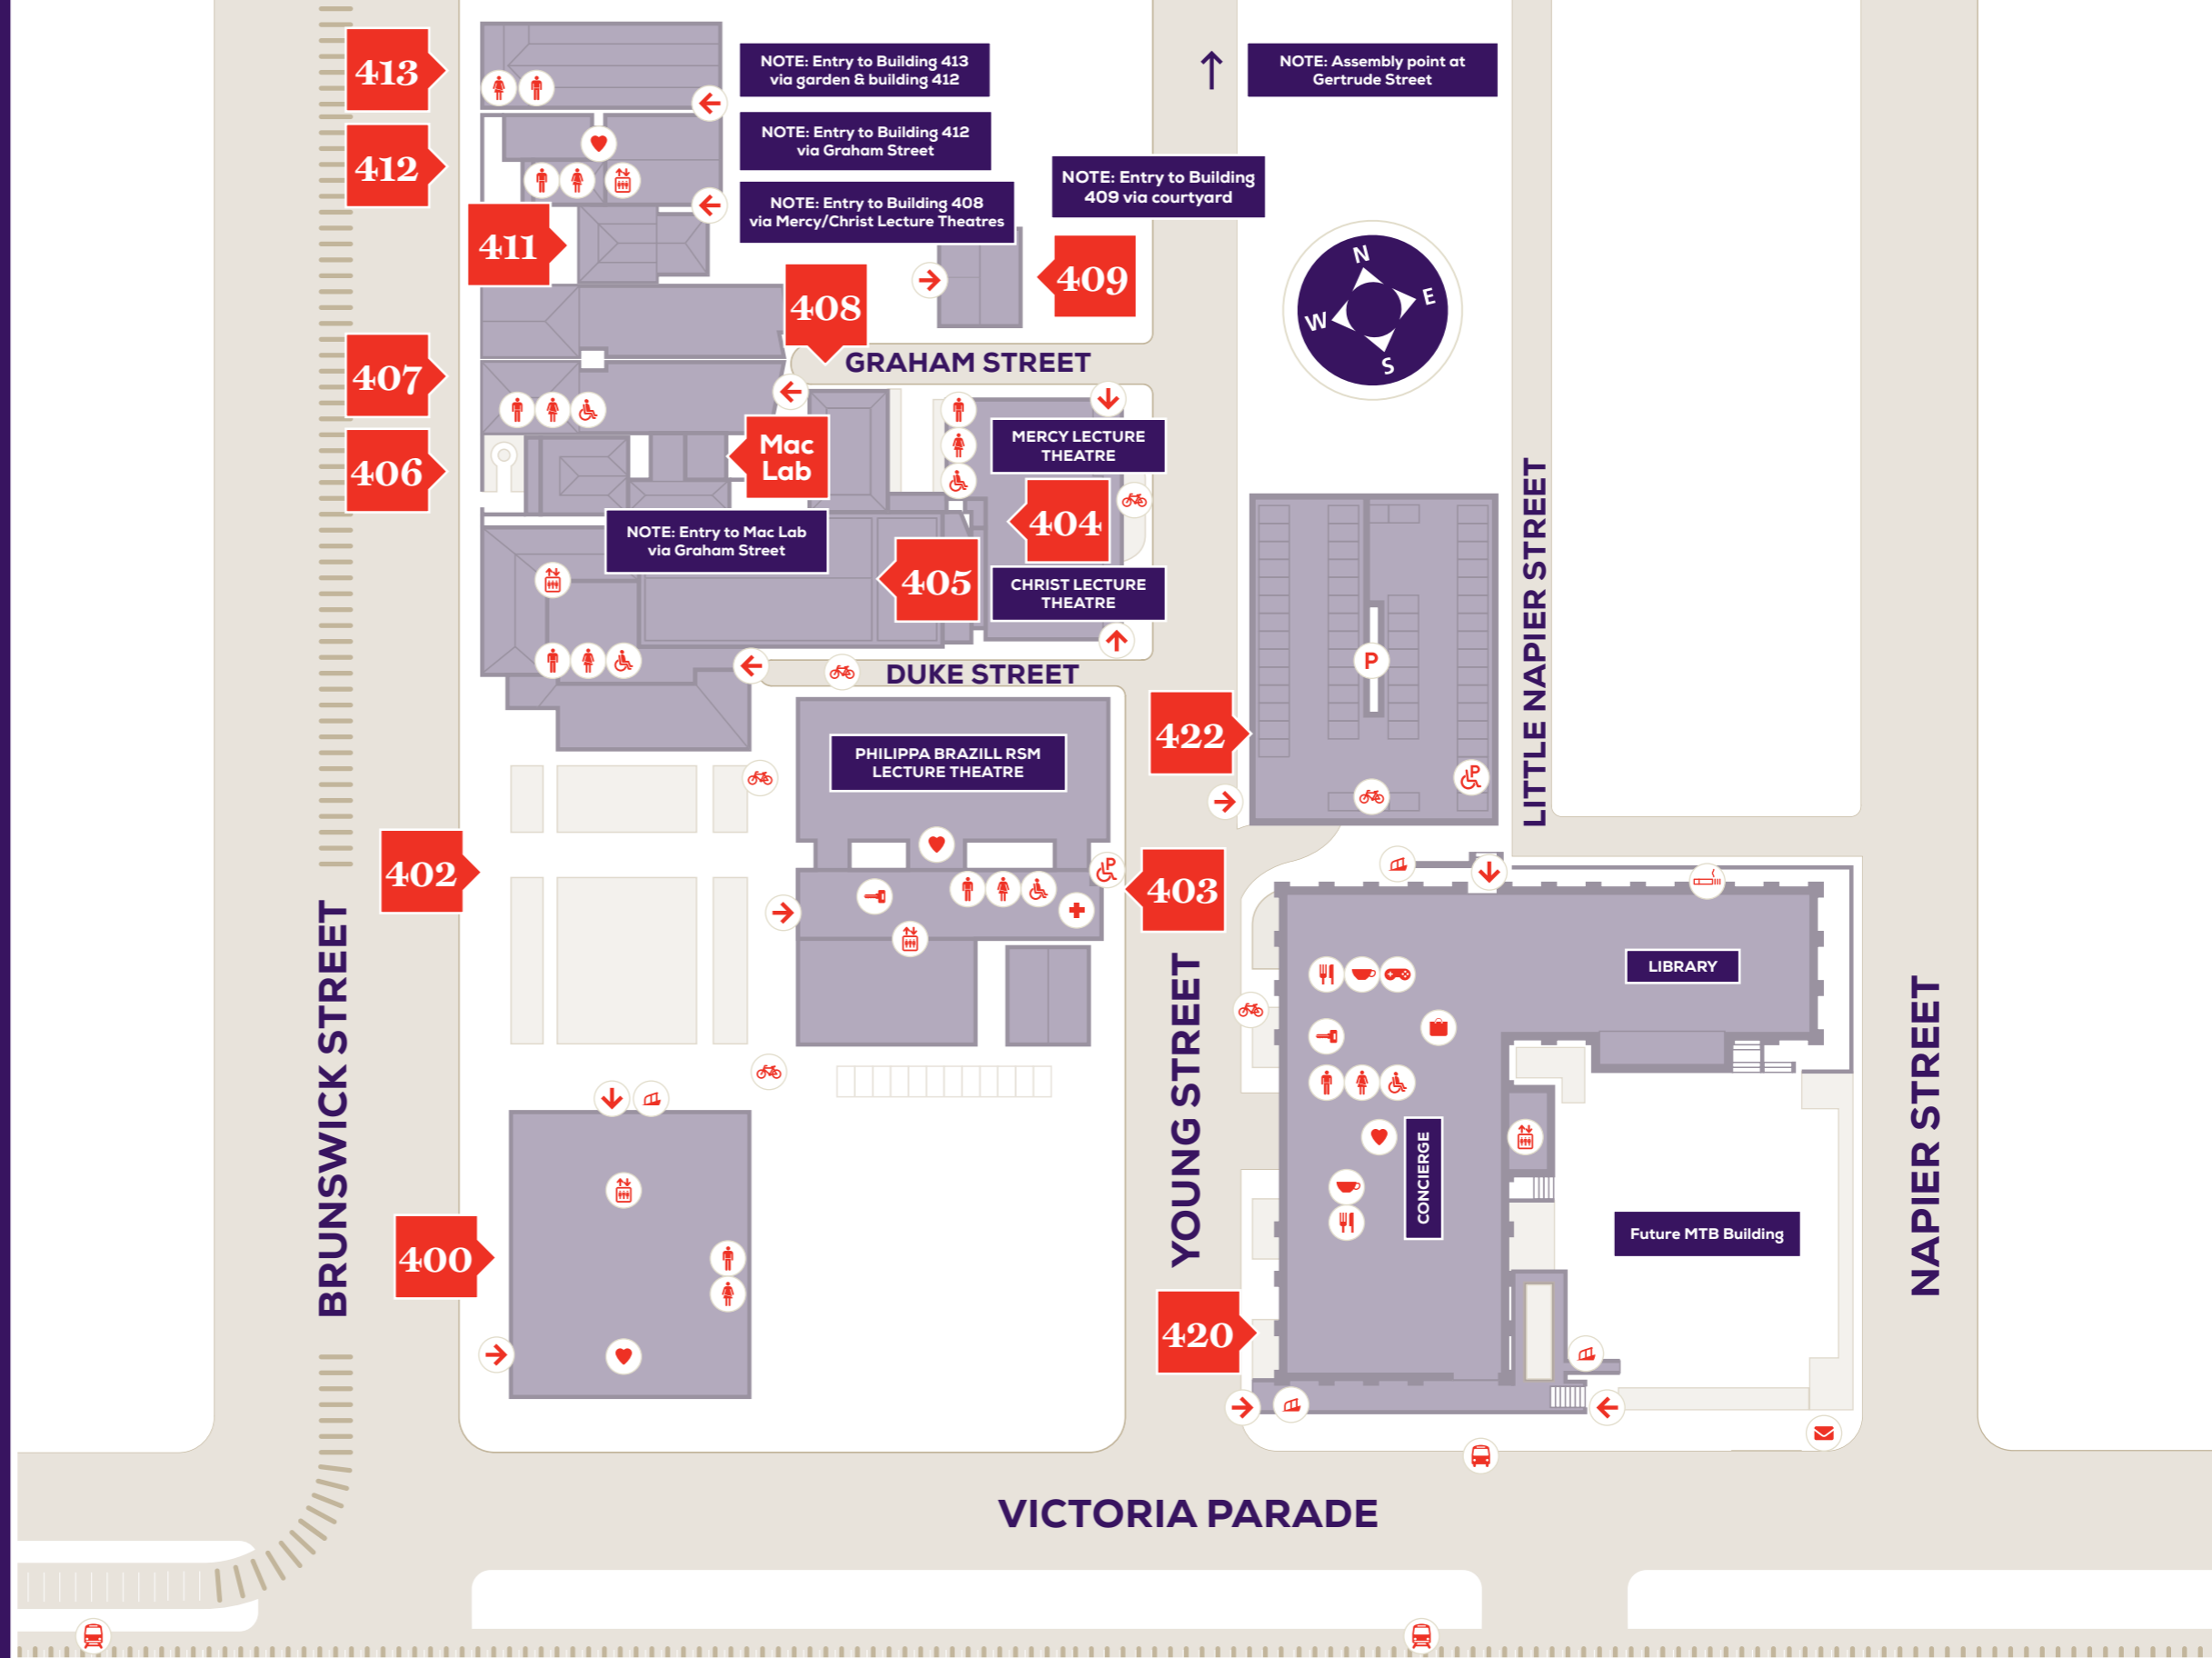 413
NOTE: Entry to Building 413
via garden & building 412
NOTE: Assembly point at
Gertrude Street
412
NOTE: Entry to Building 412
via Graham Street
NOTE: Entry to Building
409 via courtyard
411
NOTE: Entry to Building 408
via Mercy/Christ Lecture Theatres
409
408
N
E
W
S
GRAHAM STREET
407
406
Mac
Lab
MERCY LECTURE
THEATRE
404
NOTE: Entry to Mac Lab
via Graham Street
405
CHRIST LECTURE
THEATRE
P
DUKE STREET
LITTLE NAPIER STREET
422
P
PHILIPPA BRAZILL RSM
LECTURE THEATRE
402
P
403
LIBRARY
BRUNSWICK STREET
YOUNG STREET
NAPIER STREET
CONCIERGE
Future MTB Building
400
420
VICTORIA PARADE